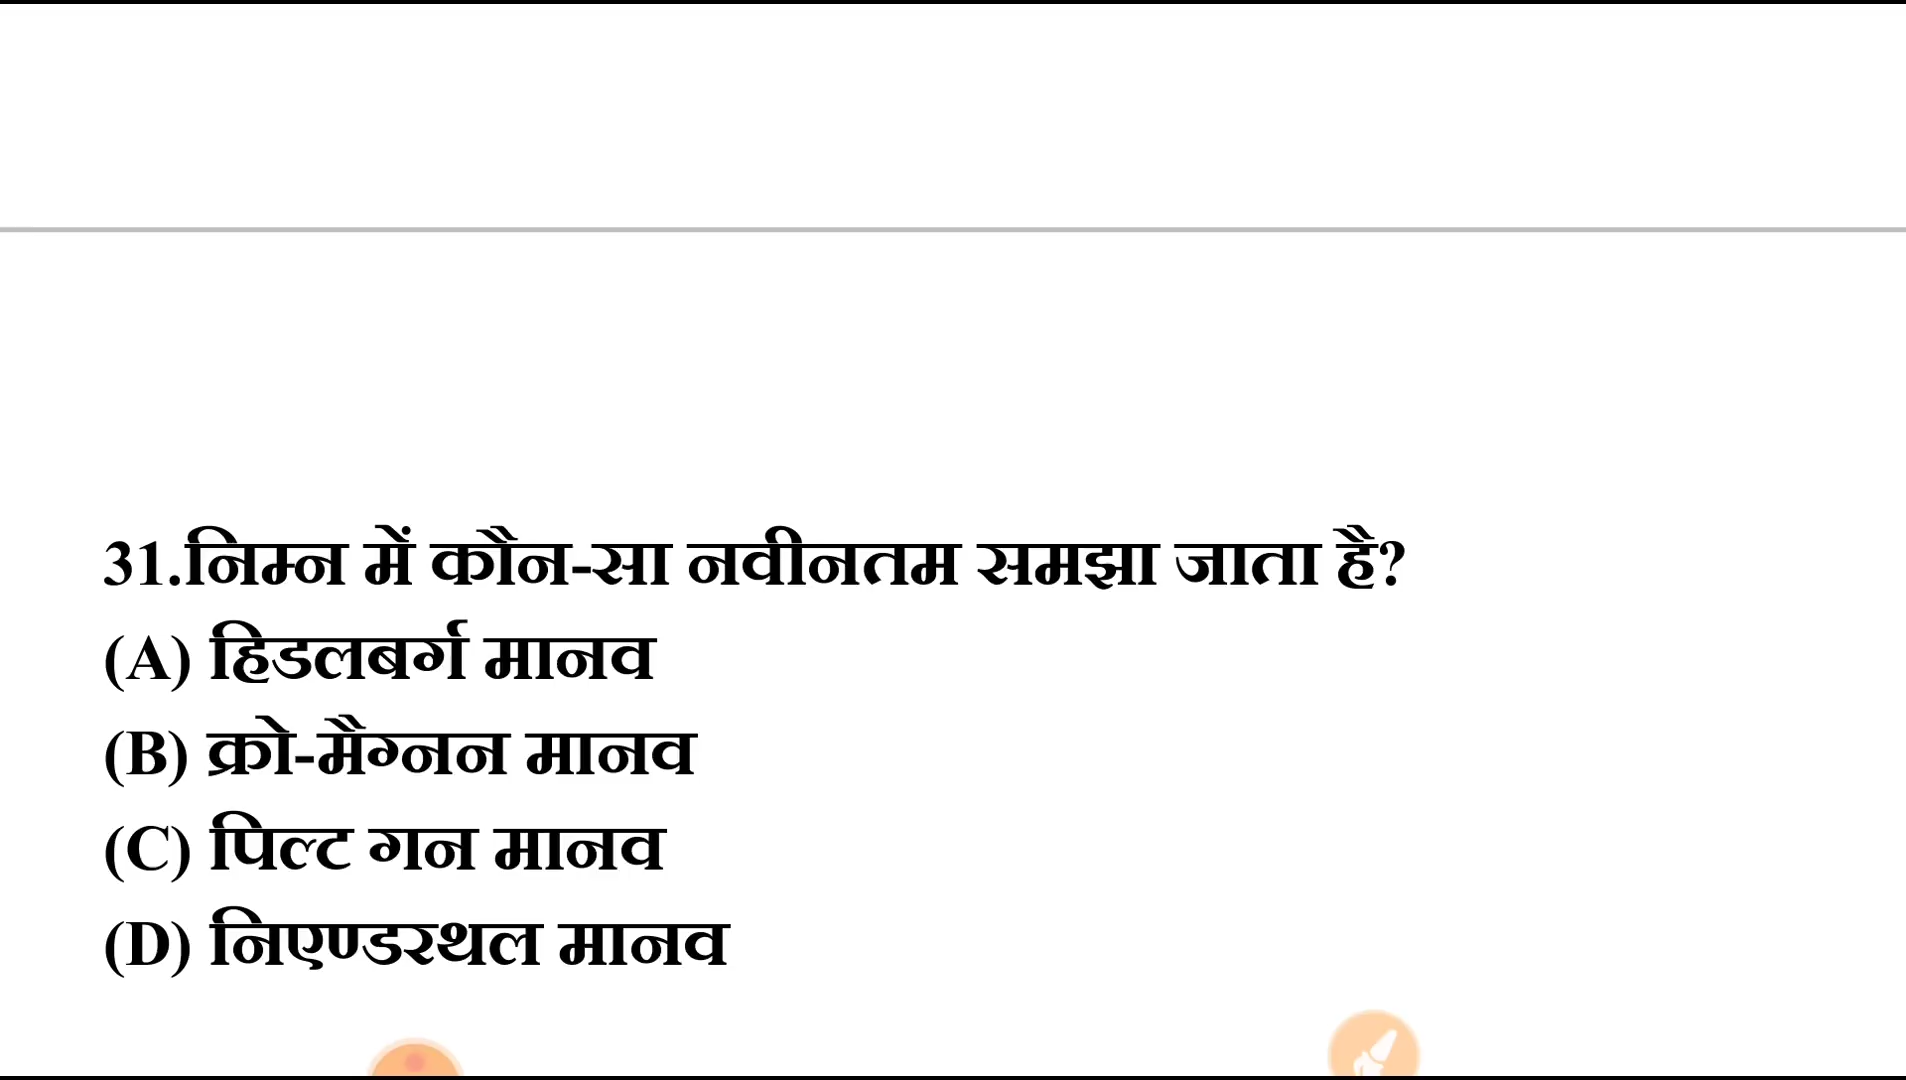 31.निम्न में कौन-सा नवीनतम समझा जाता है?
(A) हिडलबर्ग मानव
(B) क्रो-मैग्नन मानव
(C) पिल्ट गन मानव
(D) निएण्डरथल मानव